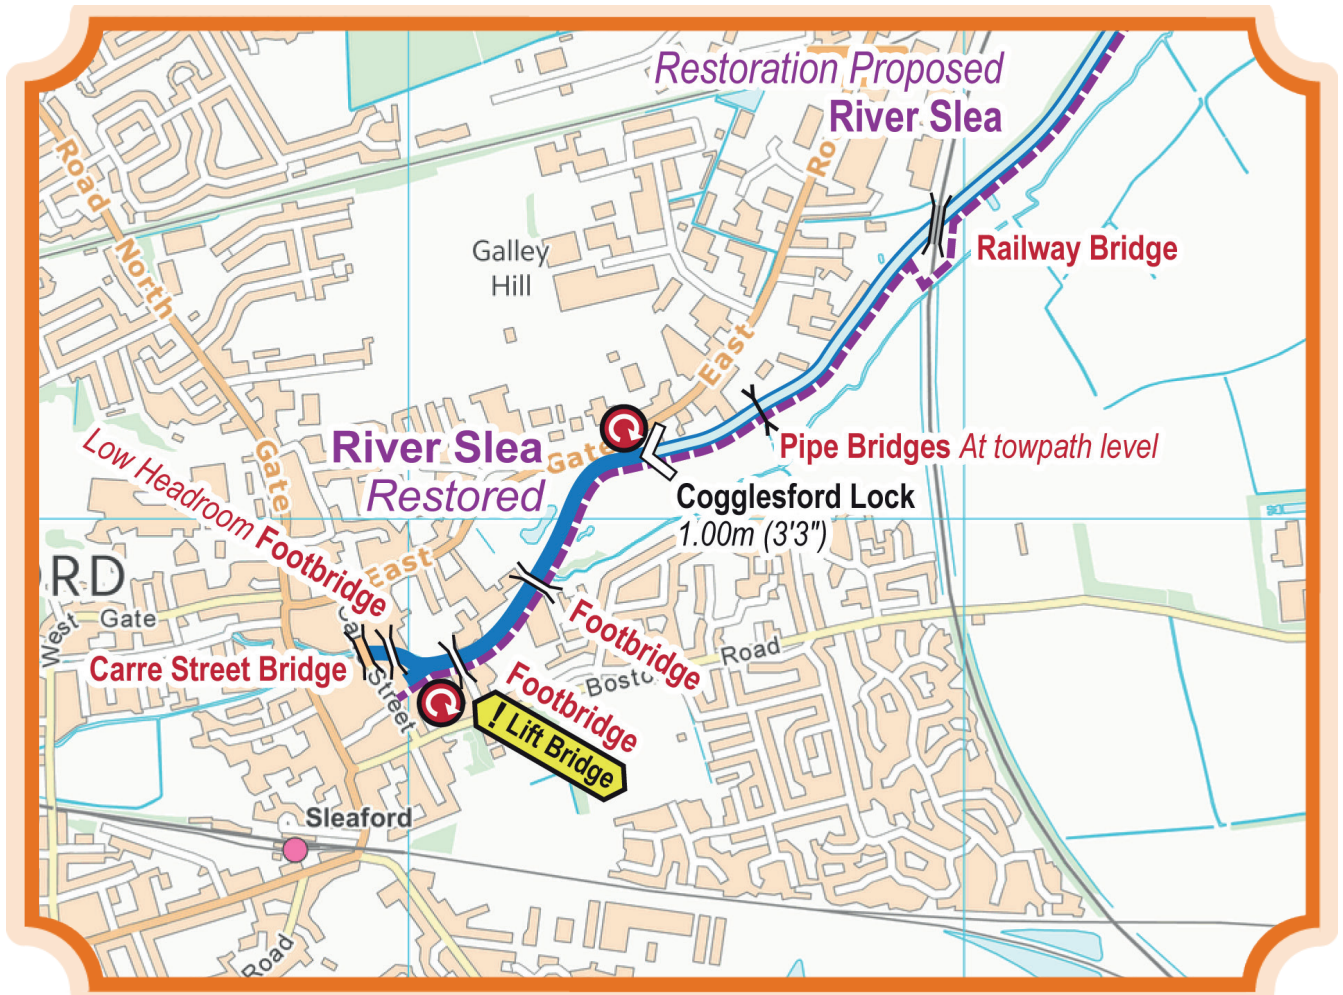 Restoration Proposed
River Slea
Road
North
Ro
Galley
Hill
Railway Bridge
East
River Slea
Restored
Gate
Pipe Bridges At towpath level
Low Headroom Footbridge
Gate
Cogglesford Lock
1.00m (3'3")
East
RD
West
Gate
Footbridge
Road
Carre Street Bridge
Street
Bosto
Footbridge
! Lift Bridge
Sleaford
Road